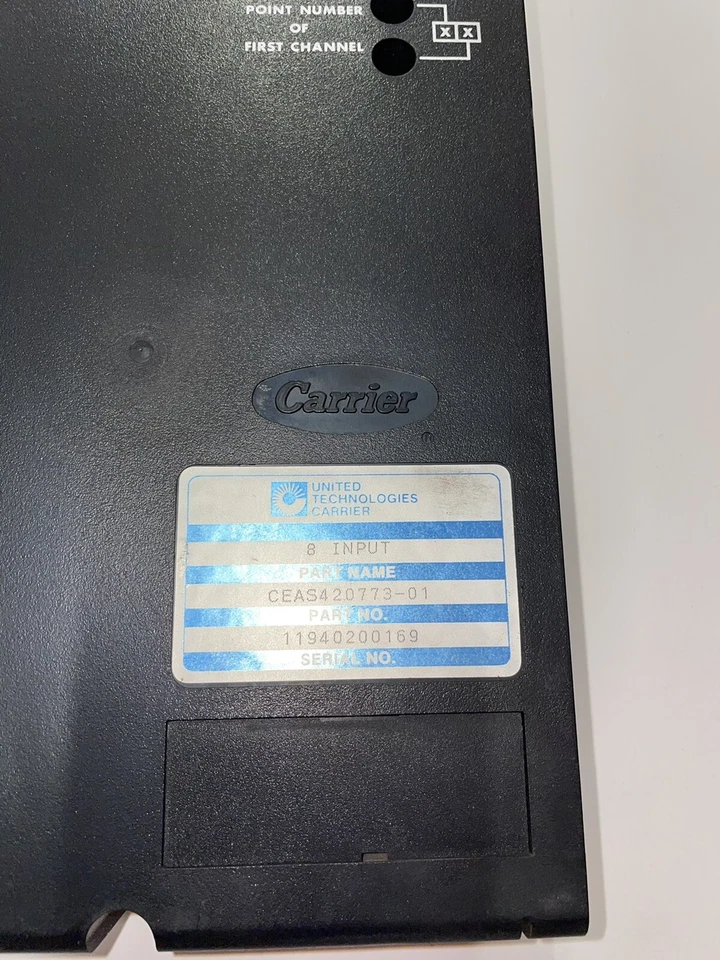 POINT NUMBER
OF
FIRST CHANNEL
X X
Carrier
®
UNITED
TECHNOLOGIES
CARRIER
8 INPUT
PART NAME
CEAS420773-01
PART NO.
11940200169
SERIAL NO.